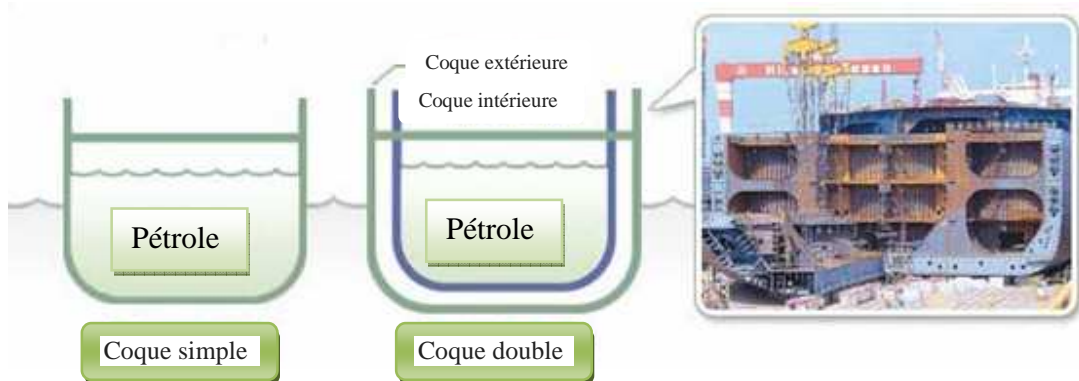 Coque extérieure
Coque intérieure
Pétrole
Pétrole
Coque simple
Coque double